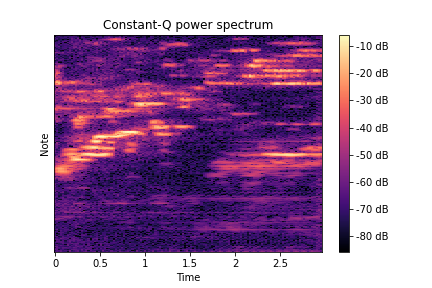 Constant-Q power spectrum
-10 dB
-20 dB
-30 dB
-40 dB
-50 dB
-60 dB
-70 dB
-80 dB
Note
0 0.5 1 1.5 2 2.5
Time